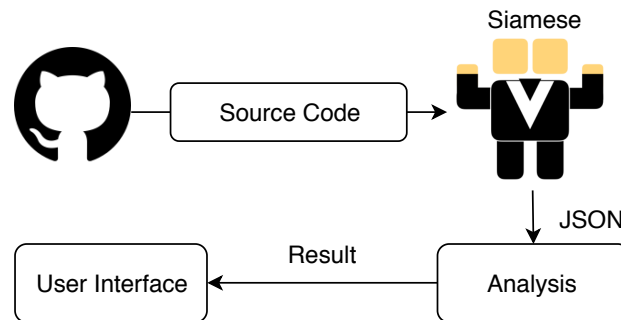 Siamese
Source Code
JSON
Result
User Interface
Analysis